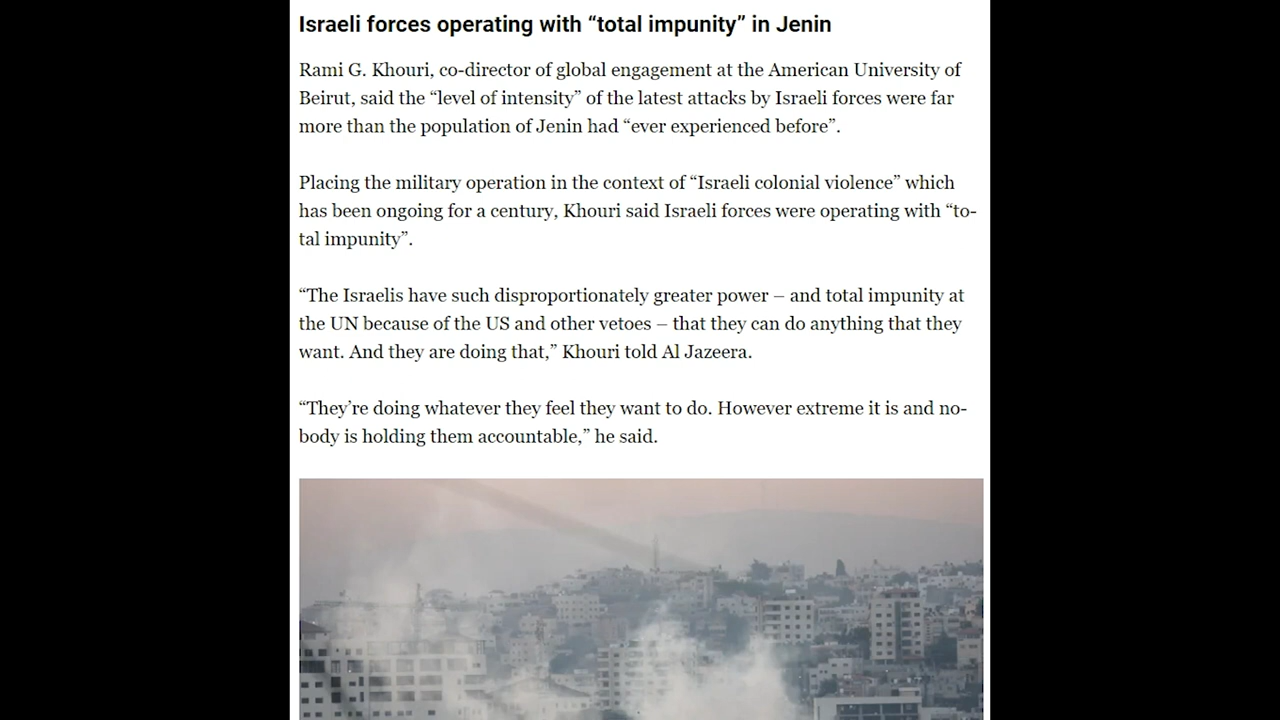 Israeli forces operating with “total impunity” in Jenin
Rami G. Khouri, co-director of global engagement at the American University of
Beirut, said the “level of intensity” of the latest attacks by Israeli forces were far
more than the population of Jenin had “ever experienced before”.
Placing the military operation in the context of “Israeli colonial violence” which
has been ongoing for a century, Khouri said Israeli forces were operating with “to-
tal impunity”.
“The Israelis have such disproportionately greater power – and total impunity at
the UN because of the US and other vetoes – that they can do anything that they
want. And they are doing that,” Khouri told Al Jazeera.
“They’re doing whatever they feel they want to do. However extreme it is and no-
body is holding them accountable,” he said.